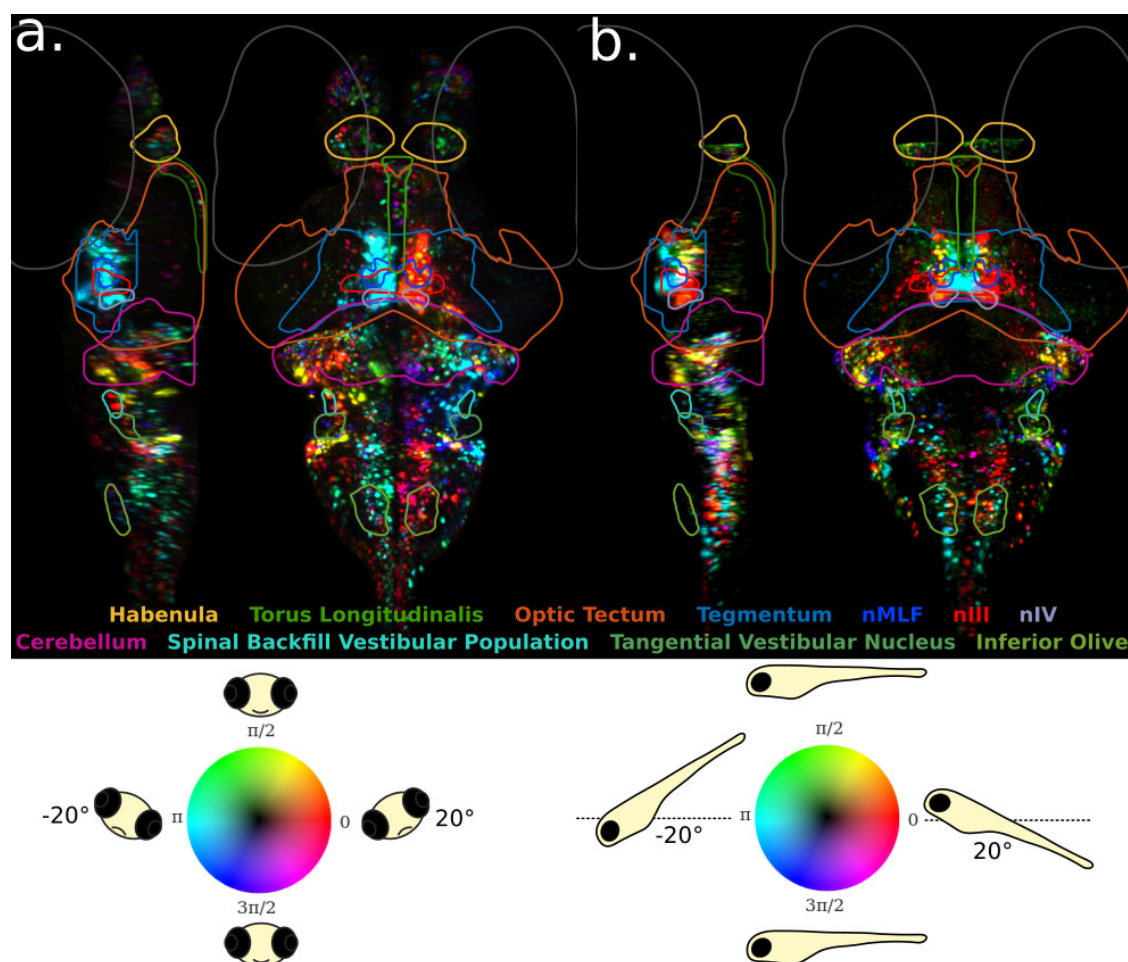 a.
b.
Habenula Torus Longitudinalis Optic Tectum Tegmentum nMLF nIII nIV
Cerebellum Spinal Backfill Vestibular Population Tangential Vestibular Nucleus Inferior Olive
π/2
-20° π 0 20°
3π/2
π/2
π -20° 0 20°
3π/2